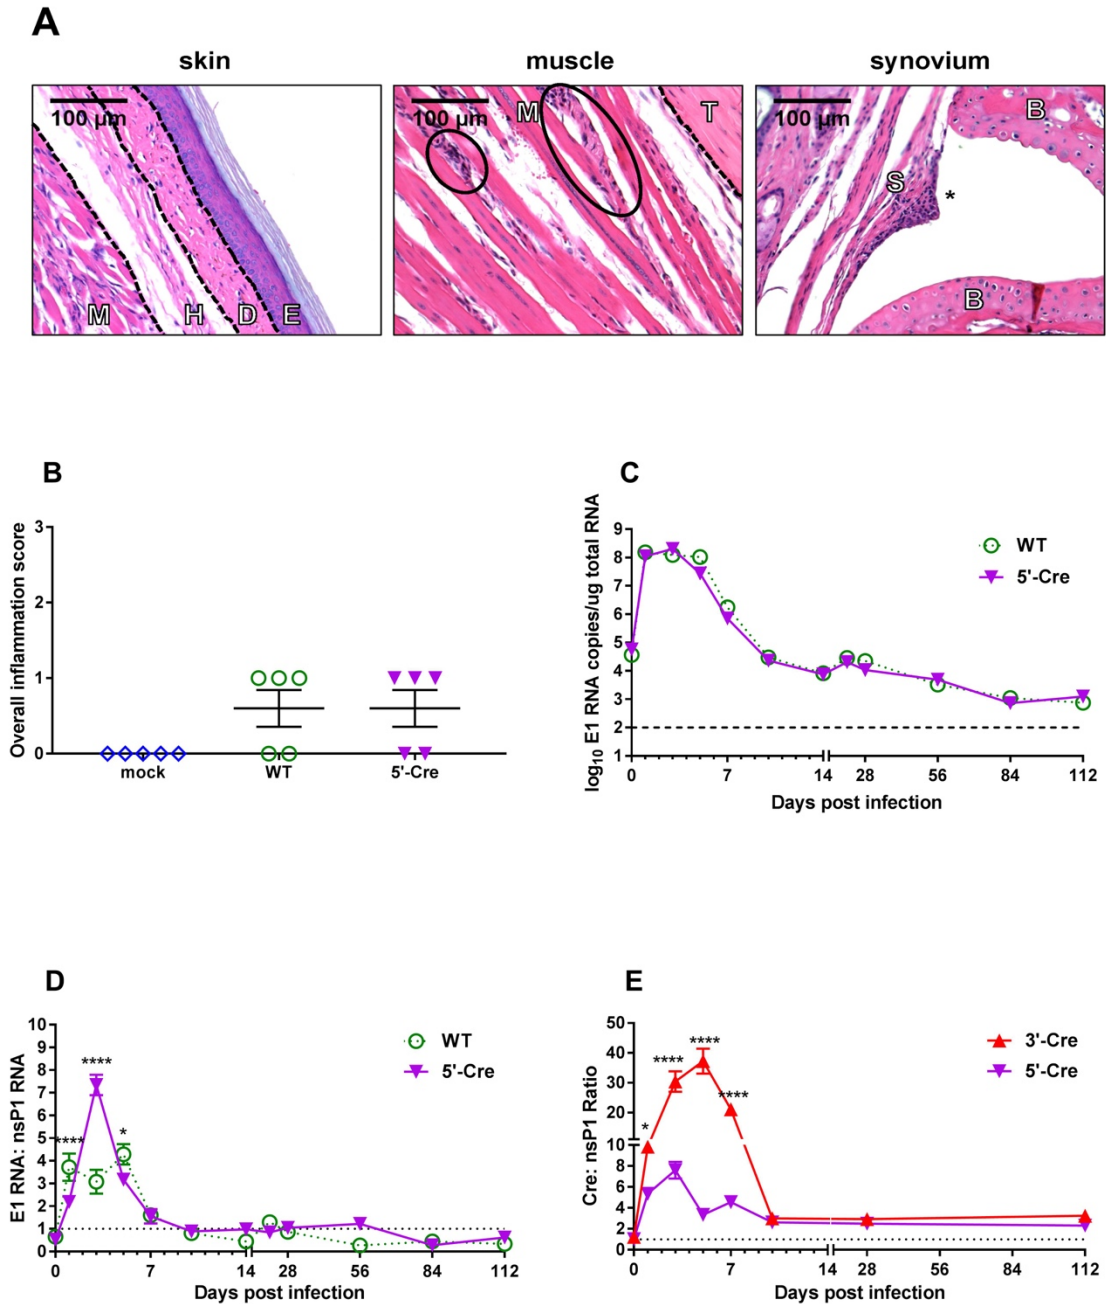 A
skin
muscle
synovium
100 μm
M
H
D
E
100 μm
M
T
100 μm
B
S
*
B
B
Overall inflammation score
3
2
1
0
mock
WT
5'-Cre
C
log10 E1 RNA copies/ug total RNA
9
8
7
6
5
4
3
2
1
0
7
14
28
56
84
112
Days post infection
WT
5'-Cre
D
E1 RNA: nsP1 RNA
10
9
8
7
6
5
4
3
2
1
0
****
****
*
WT
5'-Cre
0
7
14
28
56
84
112
Days post infection
E
Cre: nsP1 Ratio
50
40
30
20
10
8
6
4
2
0
*
****
****
****
3'-Cre
5'-Cre
0
7
14
28
56
84
112
Days post infection